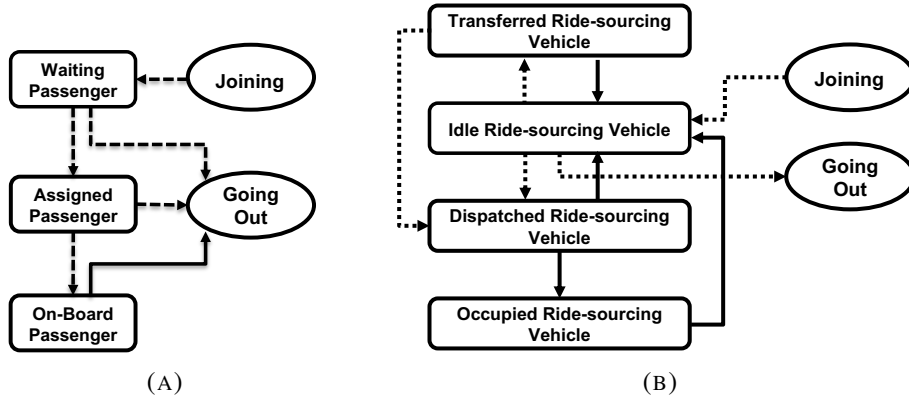 Waiting
Passenger
Joining
Assigned
Passenger
Going
Out
On-Board
Passenger
(A)
Transferred Ride-sourcing
Vehicle
Idle Ride-sourcing Vehicle
Joining
Going
Out
Dispatched Ride-sourcing
Vehicle
Occupied Ride-sourcing
Vehicle
(B)